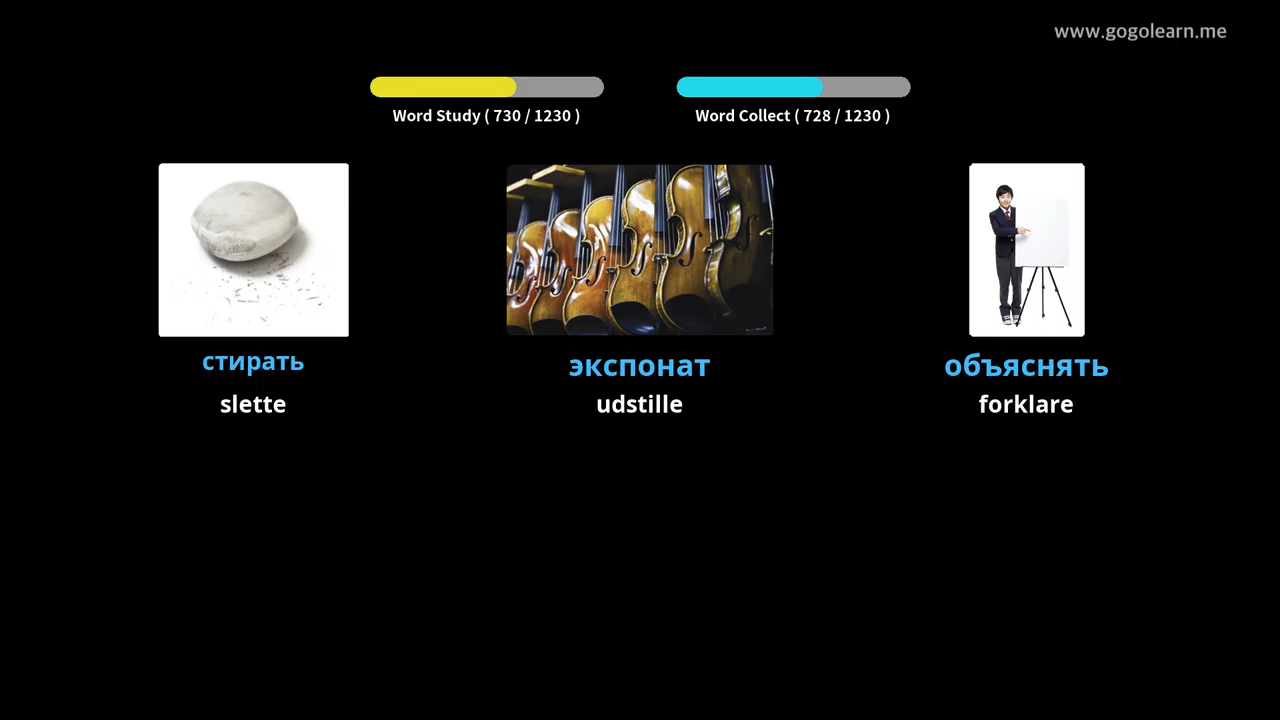 www.gogolearn.me
Word Study ( 730 / 1230 )
Word Collect ( 728 / 1230 )
стирать
экспонат
объяснять
slette
udstille
forklare